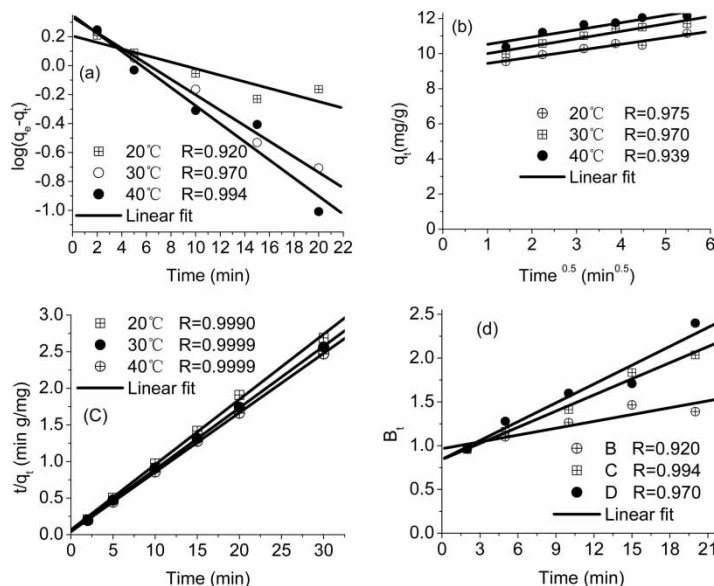 0.2
0.0
-0.2
-0.4
-0.6
-0.8
-1.0
log(qe-qt)
(a)
20℃ R=0.920
30℃ R=0.970
40℃ R=0.994
Linear fit
0 2 4 6 8 10 12 14 16 18 20 22
Time (min)
12
10
8
6
4
2
0
qt(mg/g)
(b)
20℃ R=0.975
30℃ R=0.970
40℃ R=0.939
Linear fit
0 1 2 3 4 5 6
Time 0.5 (min0.5)
3.0
2.5
2.0
1.5
1.0
0.5
0.0
t/qt (min g/mg)
20℃ R=0.9990
30℃ R=0.9999
40℃ R=0.9999
Linear fit
(C)
0 5 10 15 20 25 30
Time (min)
2.5
2.0
1.5
1.0
0.5
0.0
Bt
(d)
B R=0.920
C R=0.994
D R=0.970
Linear fit
0 3 6 9 12 15 18 21
Time (min)